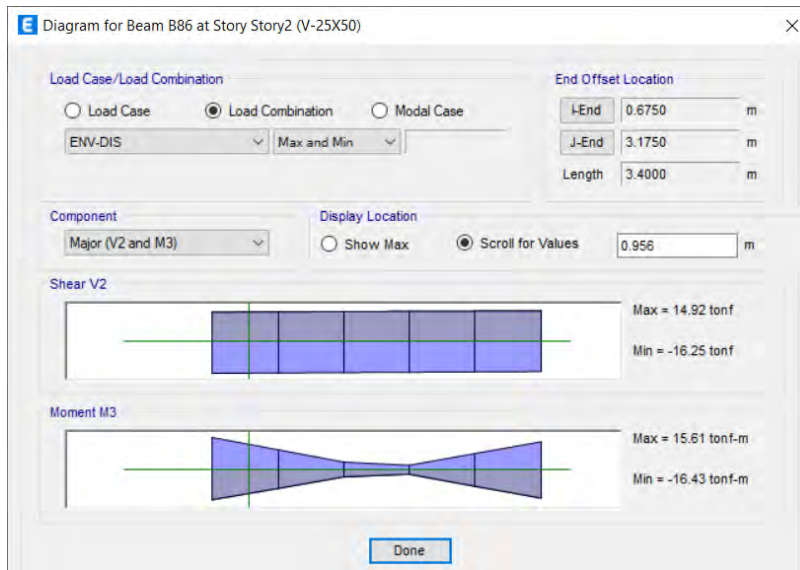 E Diagram for Beam B86 at Story Story2 (V-25X50)
Load Case/Load Combination
Load Case Load Combination Modal Case
ENV-DIS Max and Min
End Offset Location
I-End 0.6750 m
J-End 3.1750 m
Length 3.4000 m
Component
Major (V2 and M3)
Display Location
Show Max Scroll for Values 0.956 m
Shear V2
Max = 14.92 tonf
Min = -16.25 tonf
Moment M3
Max = 15.61 tonf-m
Min = -16.43 tonf-m
Done